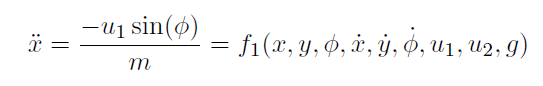 ẍ = −u₁ sin(ϕ) / m = f₁(x, y, ϕ, ẋ, ẏ, ϕ̇, u₁, u₂, g)